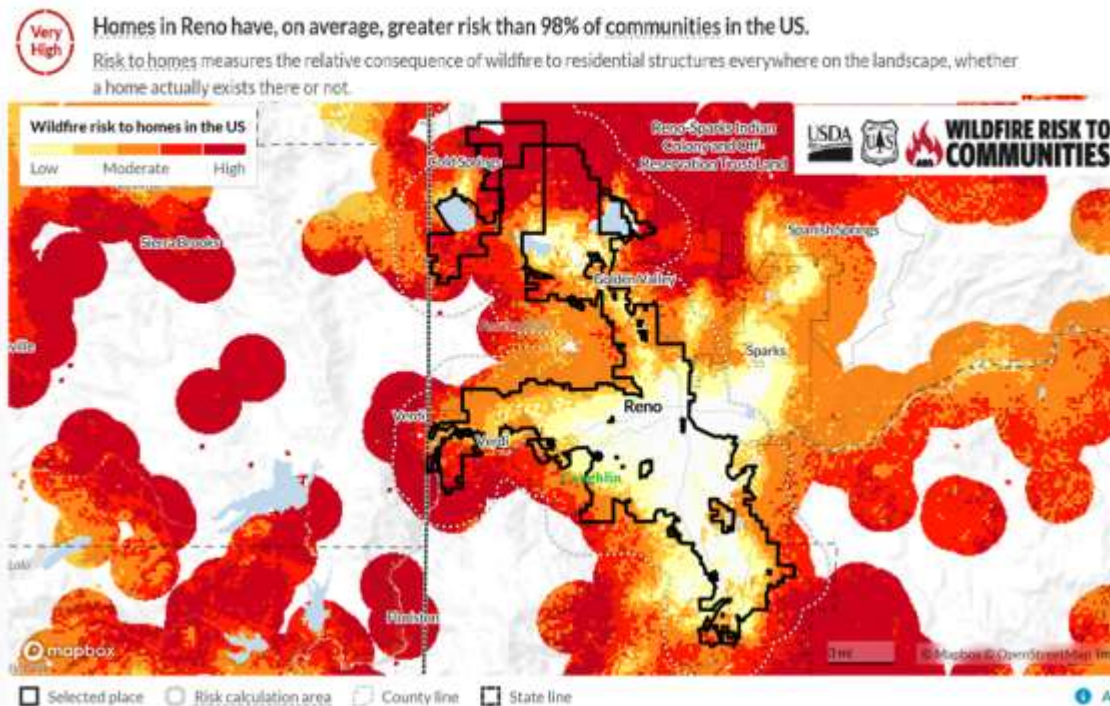 Very
High
Homes in Reno have, on average, greater risk than 98% of communities in the US.
Risk to homes measures the relative consequence of wildfire to residential structures everywhere on the landscape, whether
a home actually exists there or not.
Wildfire risk to homes in the US
Low Moderate High
Reno-Sparks Indian
Colony and Off-
Reservation Trust Land
USDA
WILDFIRE RISK TO
COMMUNITIES
Cold Springs
Sierra Brooks
Spanish Springs
Golden Valley
ville
Sparks
Reno
Verdi
Verdi
Floriston
mapbox
3 mi
© Mapbox © OpenStreetMap Im
Selected place Risk calculation area County line State line
A